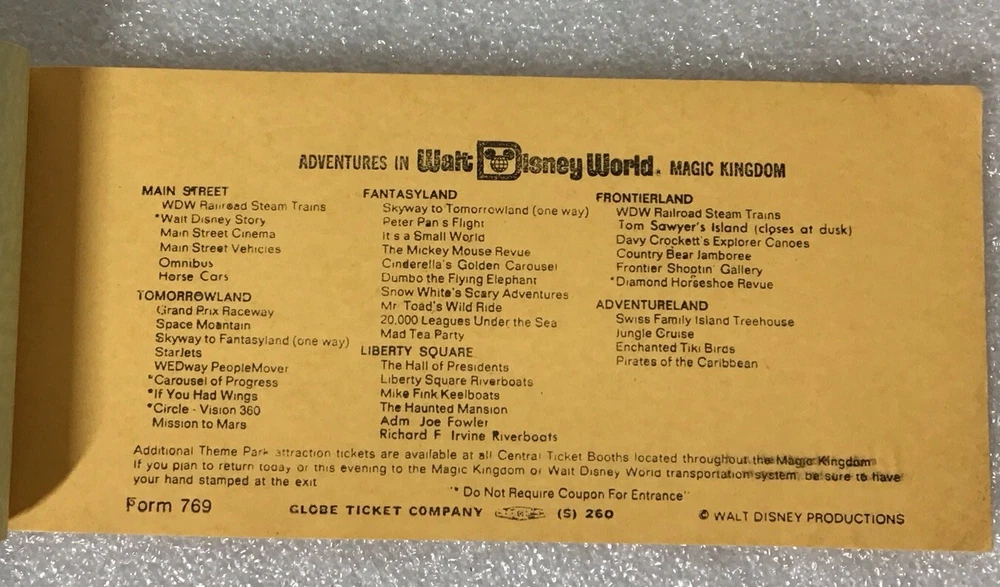 ADVENTURES IN Walt Disney World. MAGIC KINGDOM
MAIN STREET
WDW Railroad Steam Trains
*Walt Disney Story
Main Street Cinema
Main Street Vehicles
Omnibus
Horse Cars
TOMORROWLAND
Grand Prix Raceway
Space Mountain
Skyway to Fantasyland (one way)
StarJets
WEDway PeopleMover
*Carousel of Progress
*If You Had Wings
*Circle - Vision 360
Mission to Mars
FANTASYLAND
Skyway to Tomorrowland (one way)
Peter Pan's Flight
It's a Small World
The Mickey Mouse Revue
Cinderella's Golden Carousel
Dumbo the Flying Elephant
Snow White's Scary Adventures
Mr. Toad's Wild Ride
20,000 Leagues Under the Sea
Mad Tea Party
LIBERTY SQUARE
The Hall of Presidents
Liberty Square Riverboats
Mike Fink Keelboats
The Haunted Mansion
Adm Joe Fowler
Richard F Irvine Riverboats
FRONTIERLAND
WDW Railroad Steam Trains
Tom Sawyer's Island (closes at dusk)
Davy Crockett's Explorer Canoes
Country Bear Jamboree
Frontier Shootin' Gallery
*Diamond Horseshoe Revue
ADVENTURELAND
Swiss Family Island Treehouse
Jungle Cruise
Enchanted Tiki Birds
Pirates of the Caribbean
Additional Theme Park attraction tickets are available at all Central Ticket Booths located throughout the Magic Kingdom
If you plan to return today or this evening to the Magic Kingdom or Walt Disney World transportation system, be sure to have
your hand stamped at the exit
"* Do Not Require Coupon For Entrance"
Form 769
GLOBE TICKET COMPANY (S) 260
© WALT DISNEY PRODUCTIONS